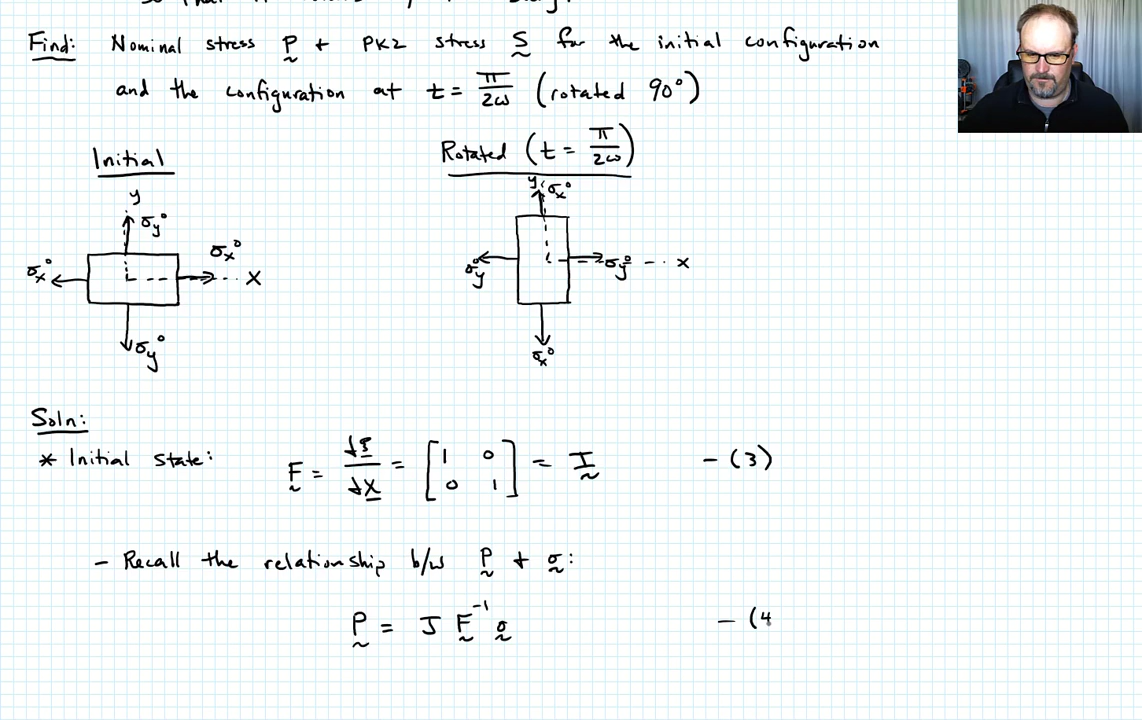 Find: Nominal stress P + PK2 stress S for the initial configuration
and the configuration at t = π/2ω (rotated 90°)
Initial
Rotated (t = π/2ω)
y
σy°
σx°
σx°
x
σy°
y
σx°
σy°
σy°
x
σx°
Soln:
* Initial state: F = = [1 0 0 1] = I - (3)
- Recall the relationship b/w P + σ:
P = J F⁻¹ σ - (4